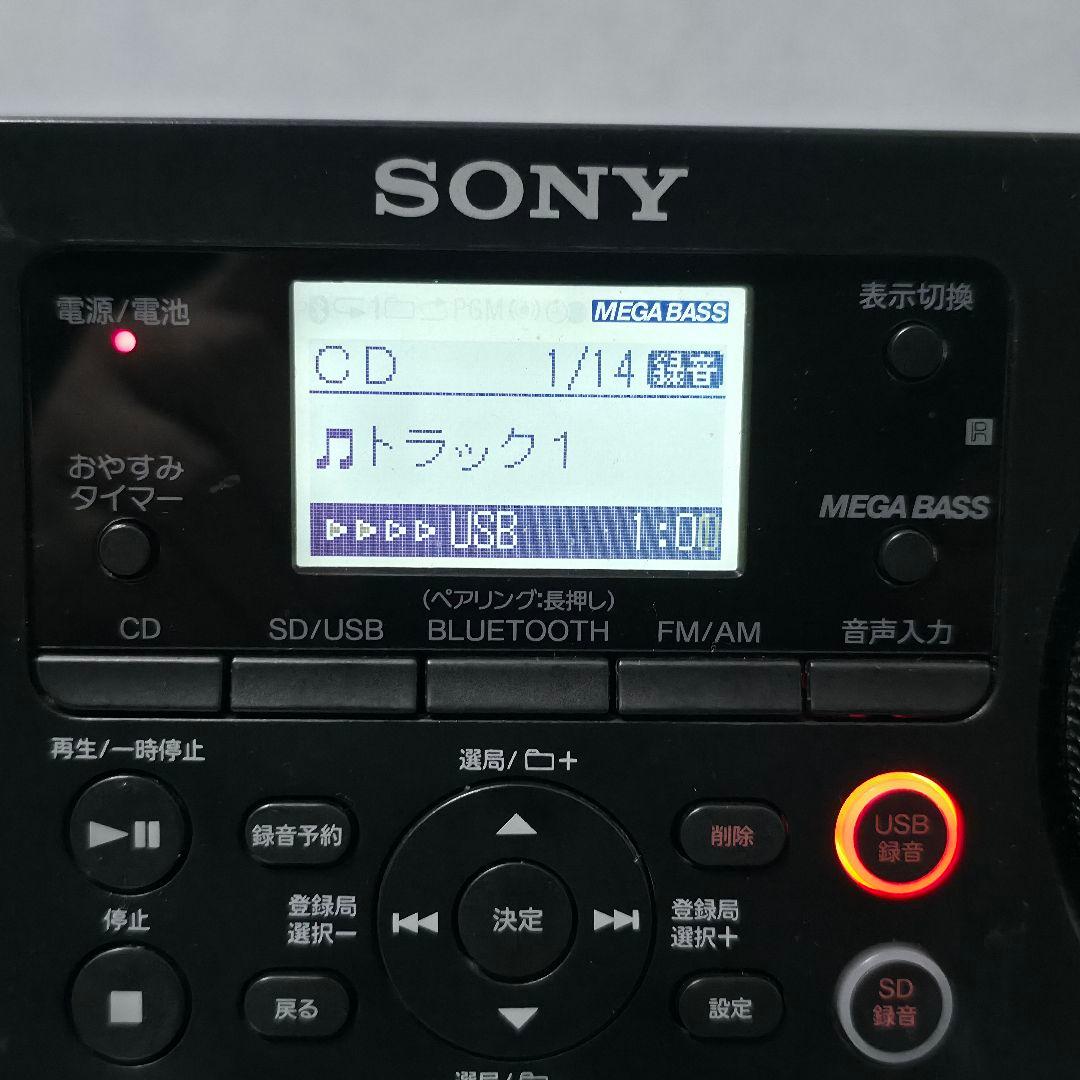 SONY
電源/電池
表示切換
PGM
MEGA BASS
CD 1/14 録音
トラック1
R
おやすみ
タイマー
MEGA BASS
USB 1:00
(ペアリング:長押し)
CD
SD/USB
BLUETOOTH
FM/AM
音声入力
再生/一時停止
選局/ +
録音予約
削除
USB
録音
停止
登録局
選択−
決定
登録局
選択+
戻る
設定
SD
録音